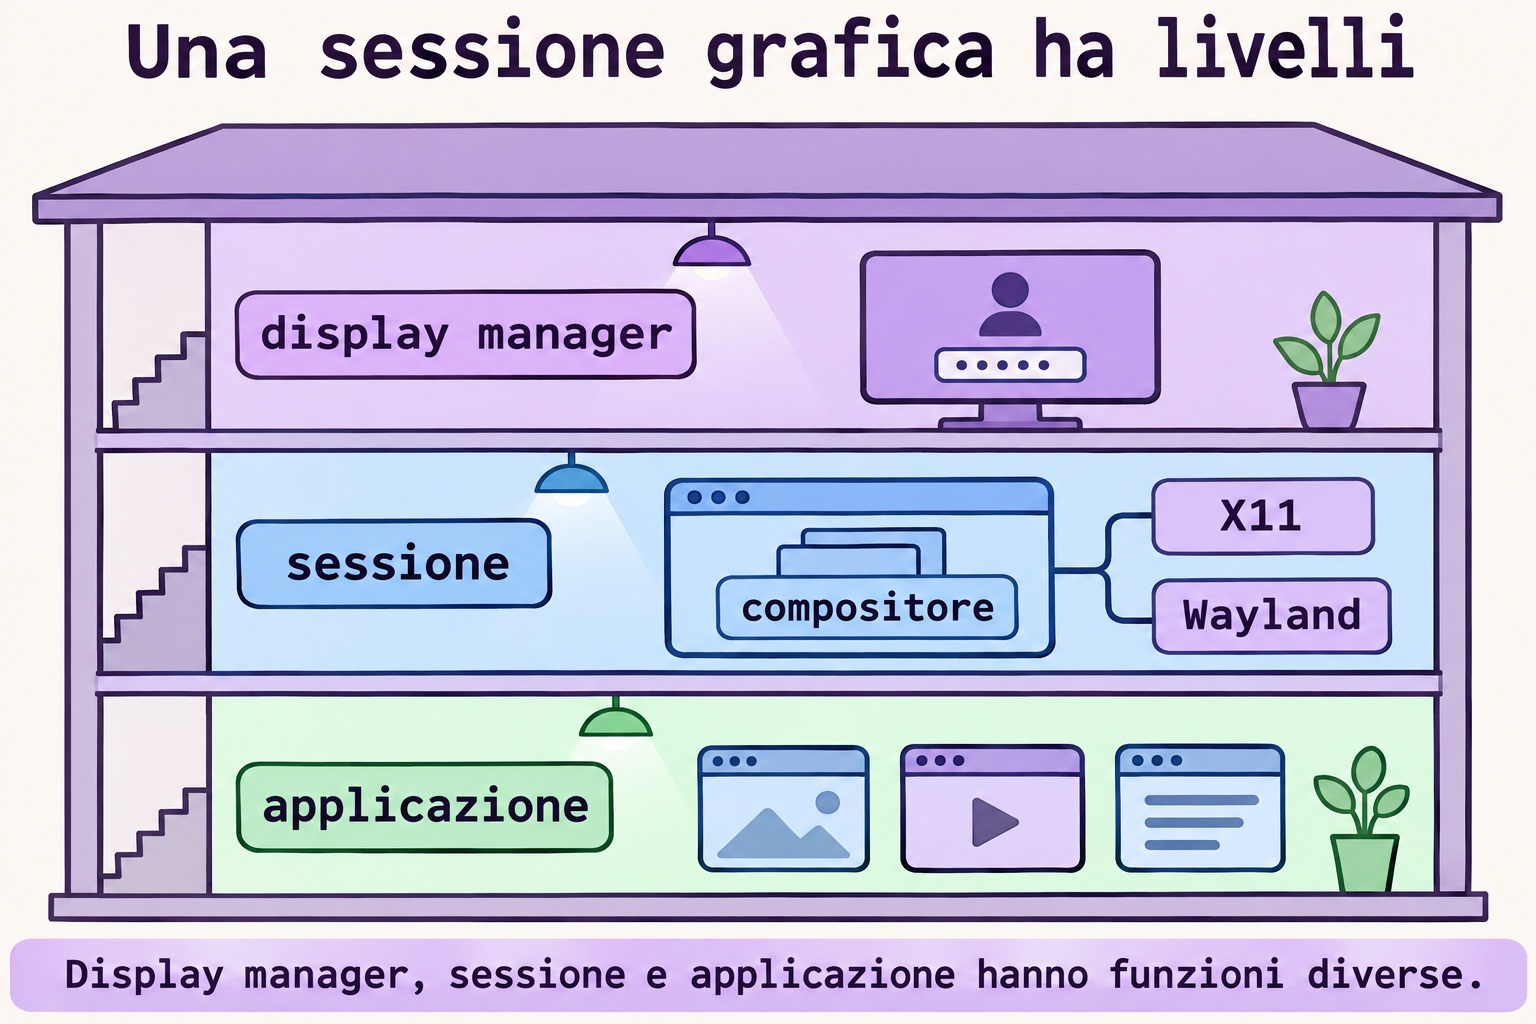 Una sessione grafica ha livelli
display manager
sessione
compositore
X11
Wayland
applicazione
Display manager, sessione e applicazione hanno funzioni diverse.